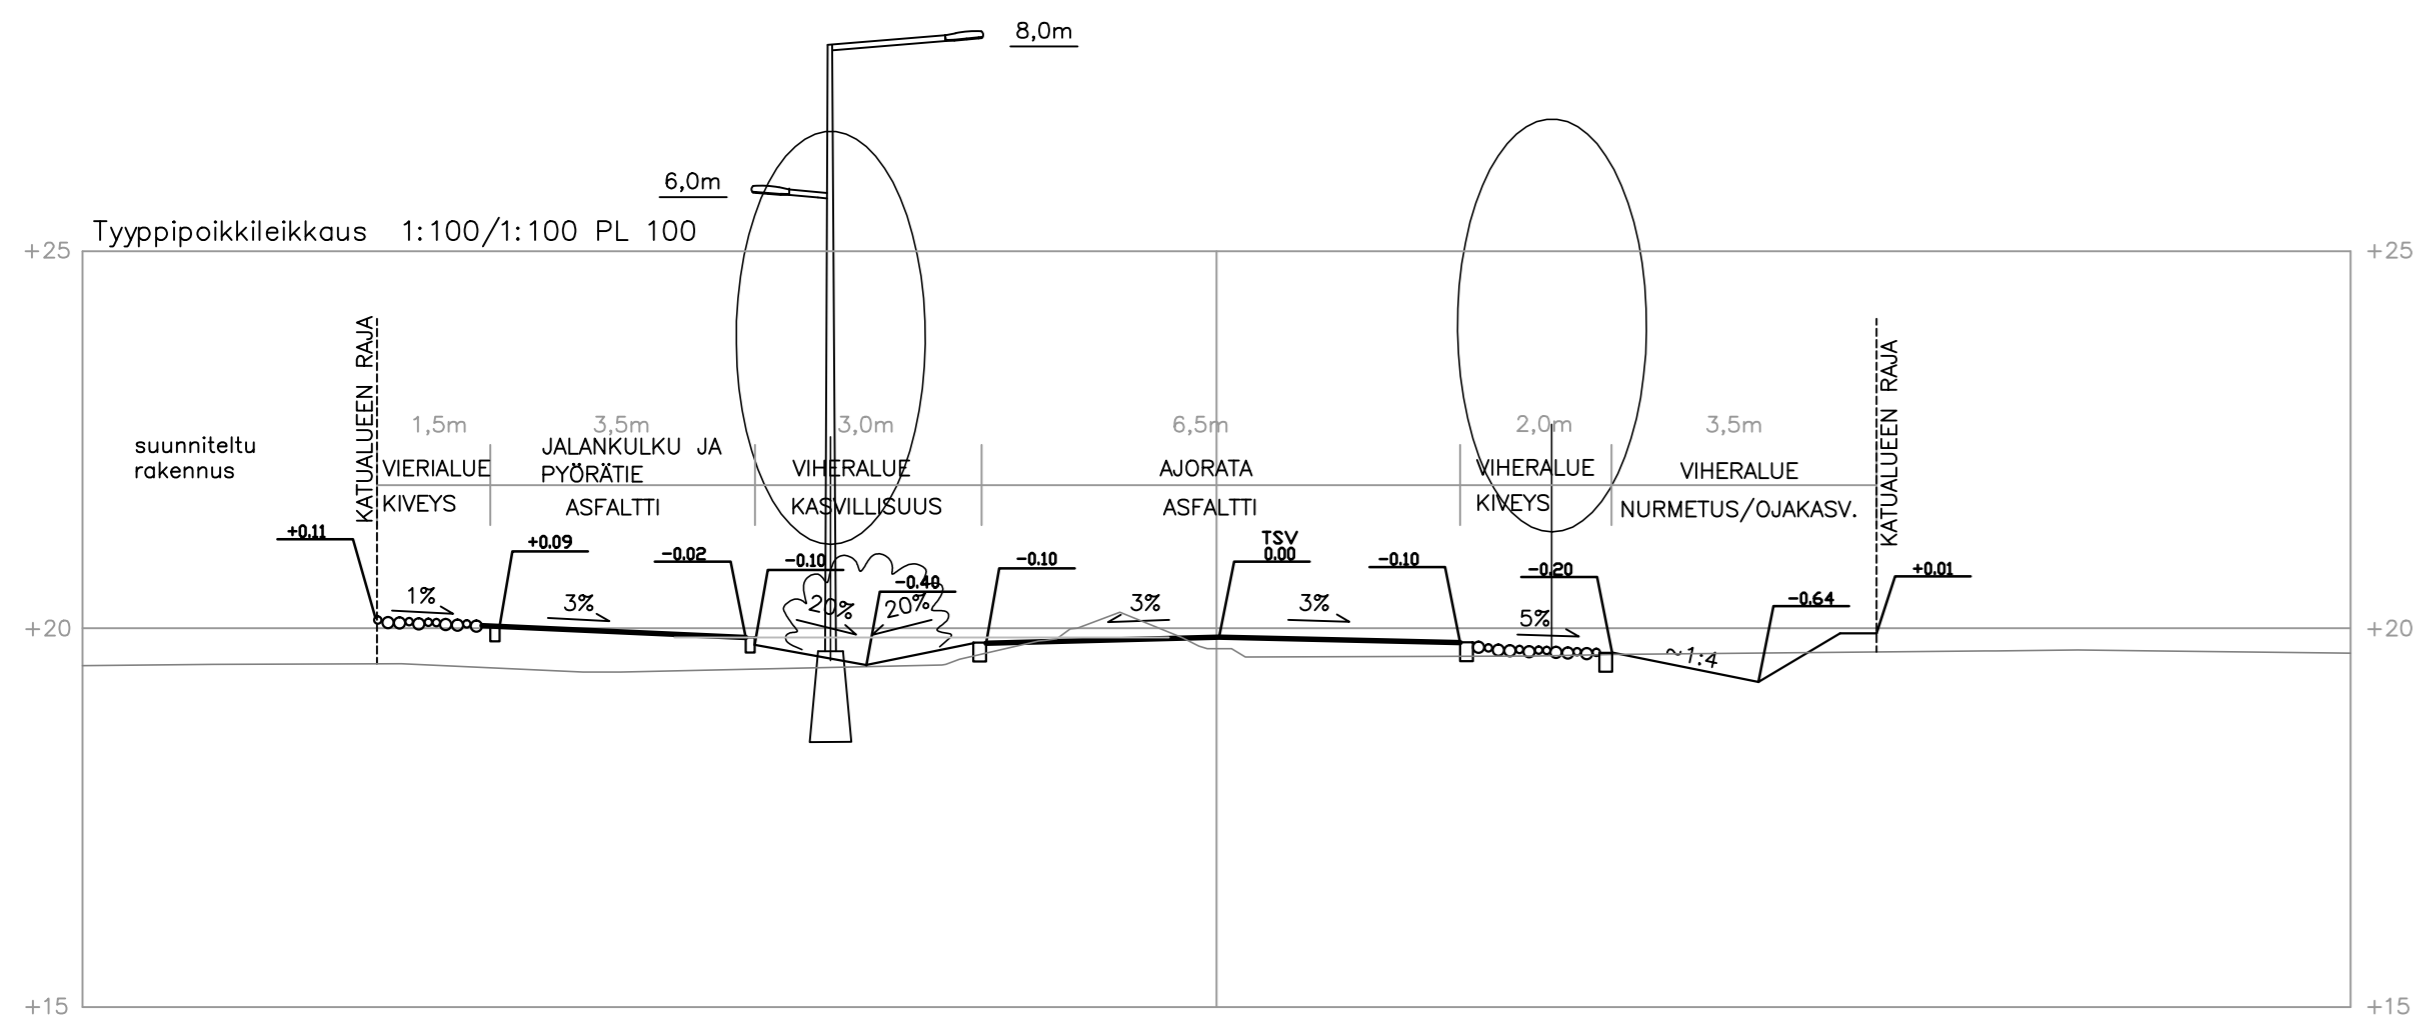 8,0m
6,0m
Tyyppipoikkileikkaus 1:100/1:100 PL 100
+25
+25
KATUALUEEN RAJA
KATUALUEEN RAJA
1,5m
3,5m
3,0m
6,5m
2,0m
3,5m
suunniteltu
rakennus
VIERIALUE
KIVEYS
JALANKULKU JA
PYÖRÄTIE
ASFALTTI
VIHERALUE
KASVILLISUUS
AJORATA
ASFALTTI
VIHERALUE
KIVEYS
VIHERALUE
NURMETUS/OJAKASV.
+0.11
+0.09
-0.02
-0.10
-0.40
-0.10
TSV
0.00
-0.10
-0.20
-0.64
+0.01
1%
3%
20%
20%
3%
3%
5%
~1:4
+20
+20
+15
+15